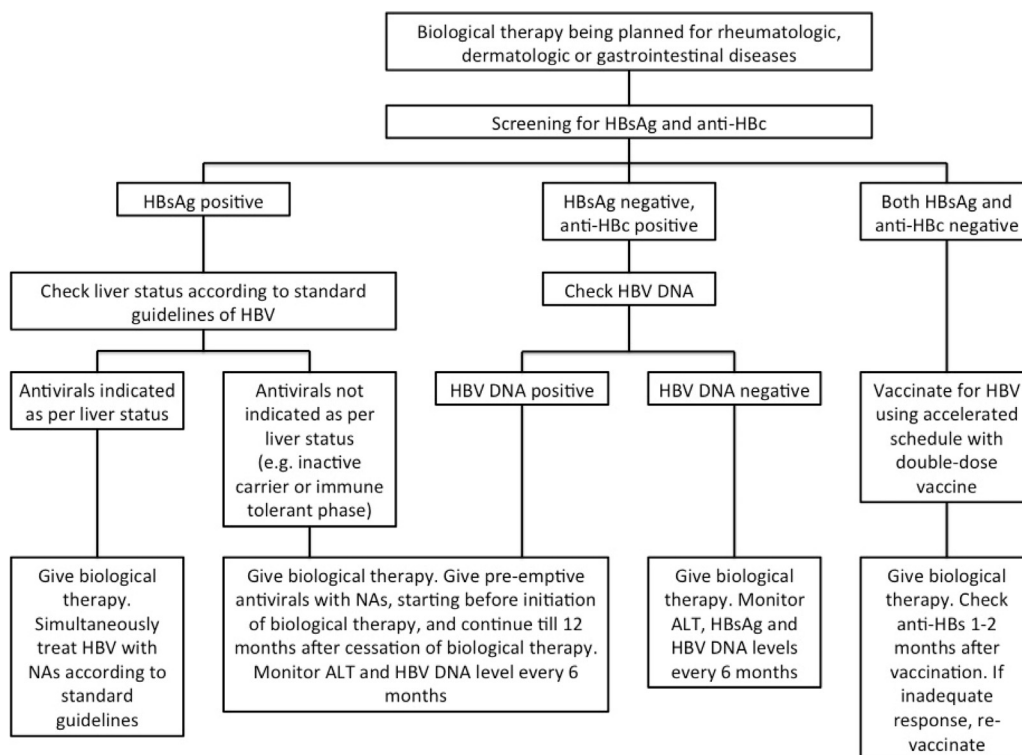 Biological therapy being planned for rheumatologic,
dermatologic or gastrointestinal diseases
Screening for HBsAg and anti-HBc
HBsAg positive
HBsAg negative,
anti-HBc positive
Both HBsAg and
anti-HBc negative
Check liver status according to standard
guidelines of HBV
Check HBV DNA
Antivirals indicated
as per liver status
Antivirals not
indicated as per
liver status
(e.g. inactive
carrier or immune
tolerant phase)
HBV DNA positive
HBV DNA negative
Vaccinate for HBV
using accelerated
schedule with
double-dose
vaccine
Give biological
therapy.
Simultaneously
treat HBV with
NAs according to
standard
guidelines
Give biological therapy. Give pre-emptive
antivirals with NAs, starting before initiation
of biological therapy, and continue till 12
months after cessation of biological therapy.
Monitor ALT and HBV DNA level every 6
months
Give biological
therapy. Monitor
ALT, HBsAg and
HBV DNA levels
every 6 months
Give biological
therapy. Check
anti-HBs 1-2
months after
vaccination. If
inadequate
response, re-
vaccinate